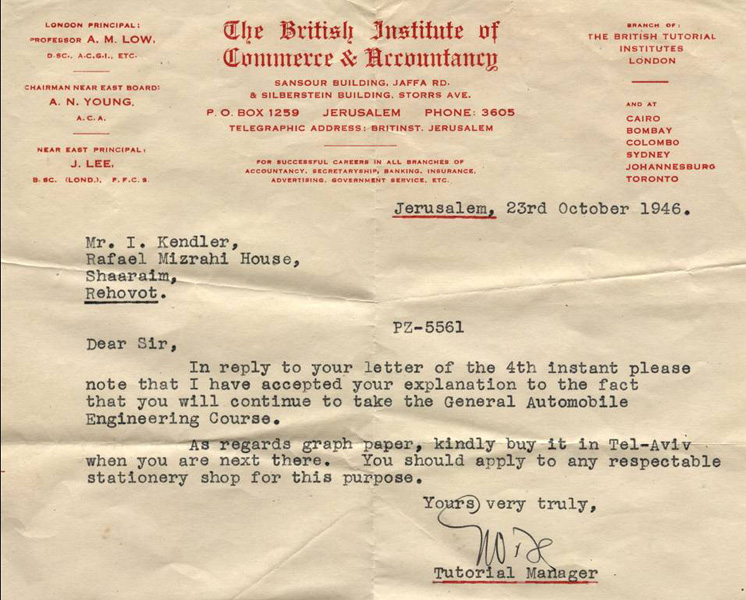 LONDON PRINCIPAL:
PROFESSOR A. M. LOW,
D.SC., A.C.G.I., ETC.
CHAIRMAN NEAR EAST BOARD:
A. N. YOUNG,
A.C.A.
NEAR EAST PRINCIPAL:
J. LEE,
B. SC. (LOND.), F. F. C. S.
The British Institute of
Commerce & Accountancy
SANSOUR BUILDING, JAFFA RD.
& SILBERSTEIN BUILDING, STORRS AVE.
P. O. BOX 1259 JERUSALEM PHONE: 3605
TELEGRAPHIC ADDRESS: BRITINST, JERUSALEM
FOR SUCCESSFUL CAREERS IN ALL BRANCHES OF
ACCOUNTANCY, SECRETARYSHIP, BANKING, INSURANCE,
ADVERTISING, GOVERNMENT SERVICE, ETC.
BRANCH OF:
THE BRITISH TUTORIAL
INSTITUTES
LONDON
AND AT
CAIRO
BOMBAY
COLOMBO
SYDNEY
JOHANNESBURG
TORONTO
Jerusalem, 23rd October 1946.
Mr. I. Kendler,
Rafael Mizrahi House,
Shaaraim,
Rehovot.
PZ-5561
Dear Sir,
In reply to your letter of the 4th instant please
note that I have accepted your explanation to the fact
that you will continue to take the General Automobile
Engineering Course.
As regards graph paper, kindly buy it in Tel-Aviv
when you are next there. You should apply to any respectable
stationery shop for this purpose.
Yours very truly,
Tutorial Manager